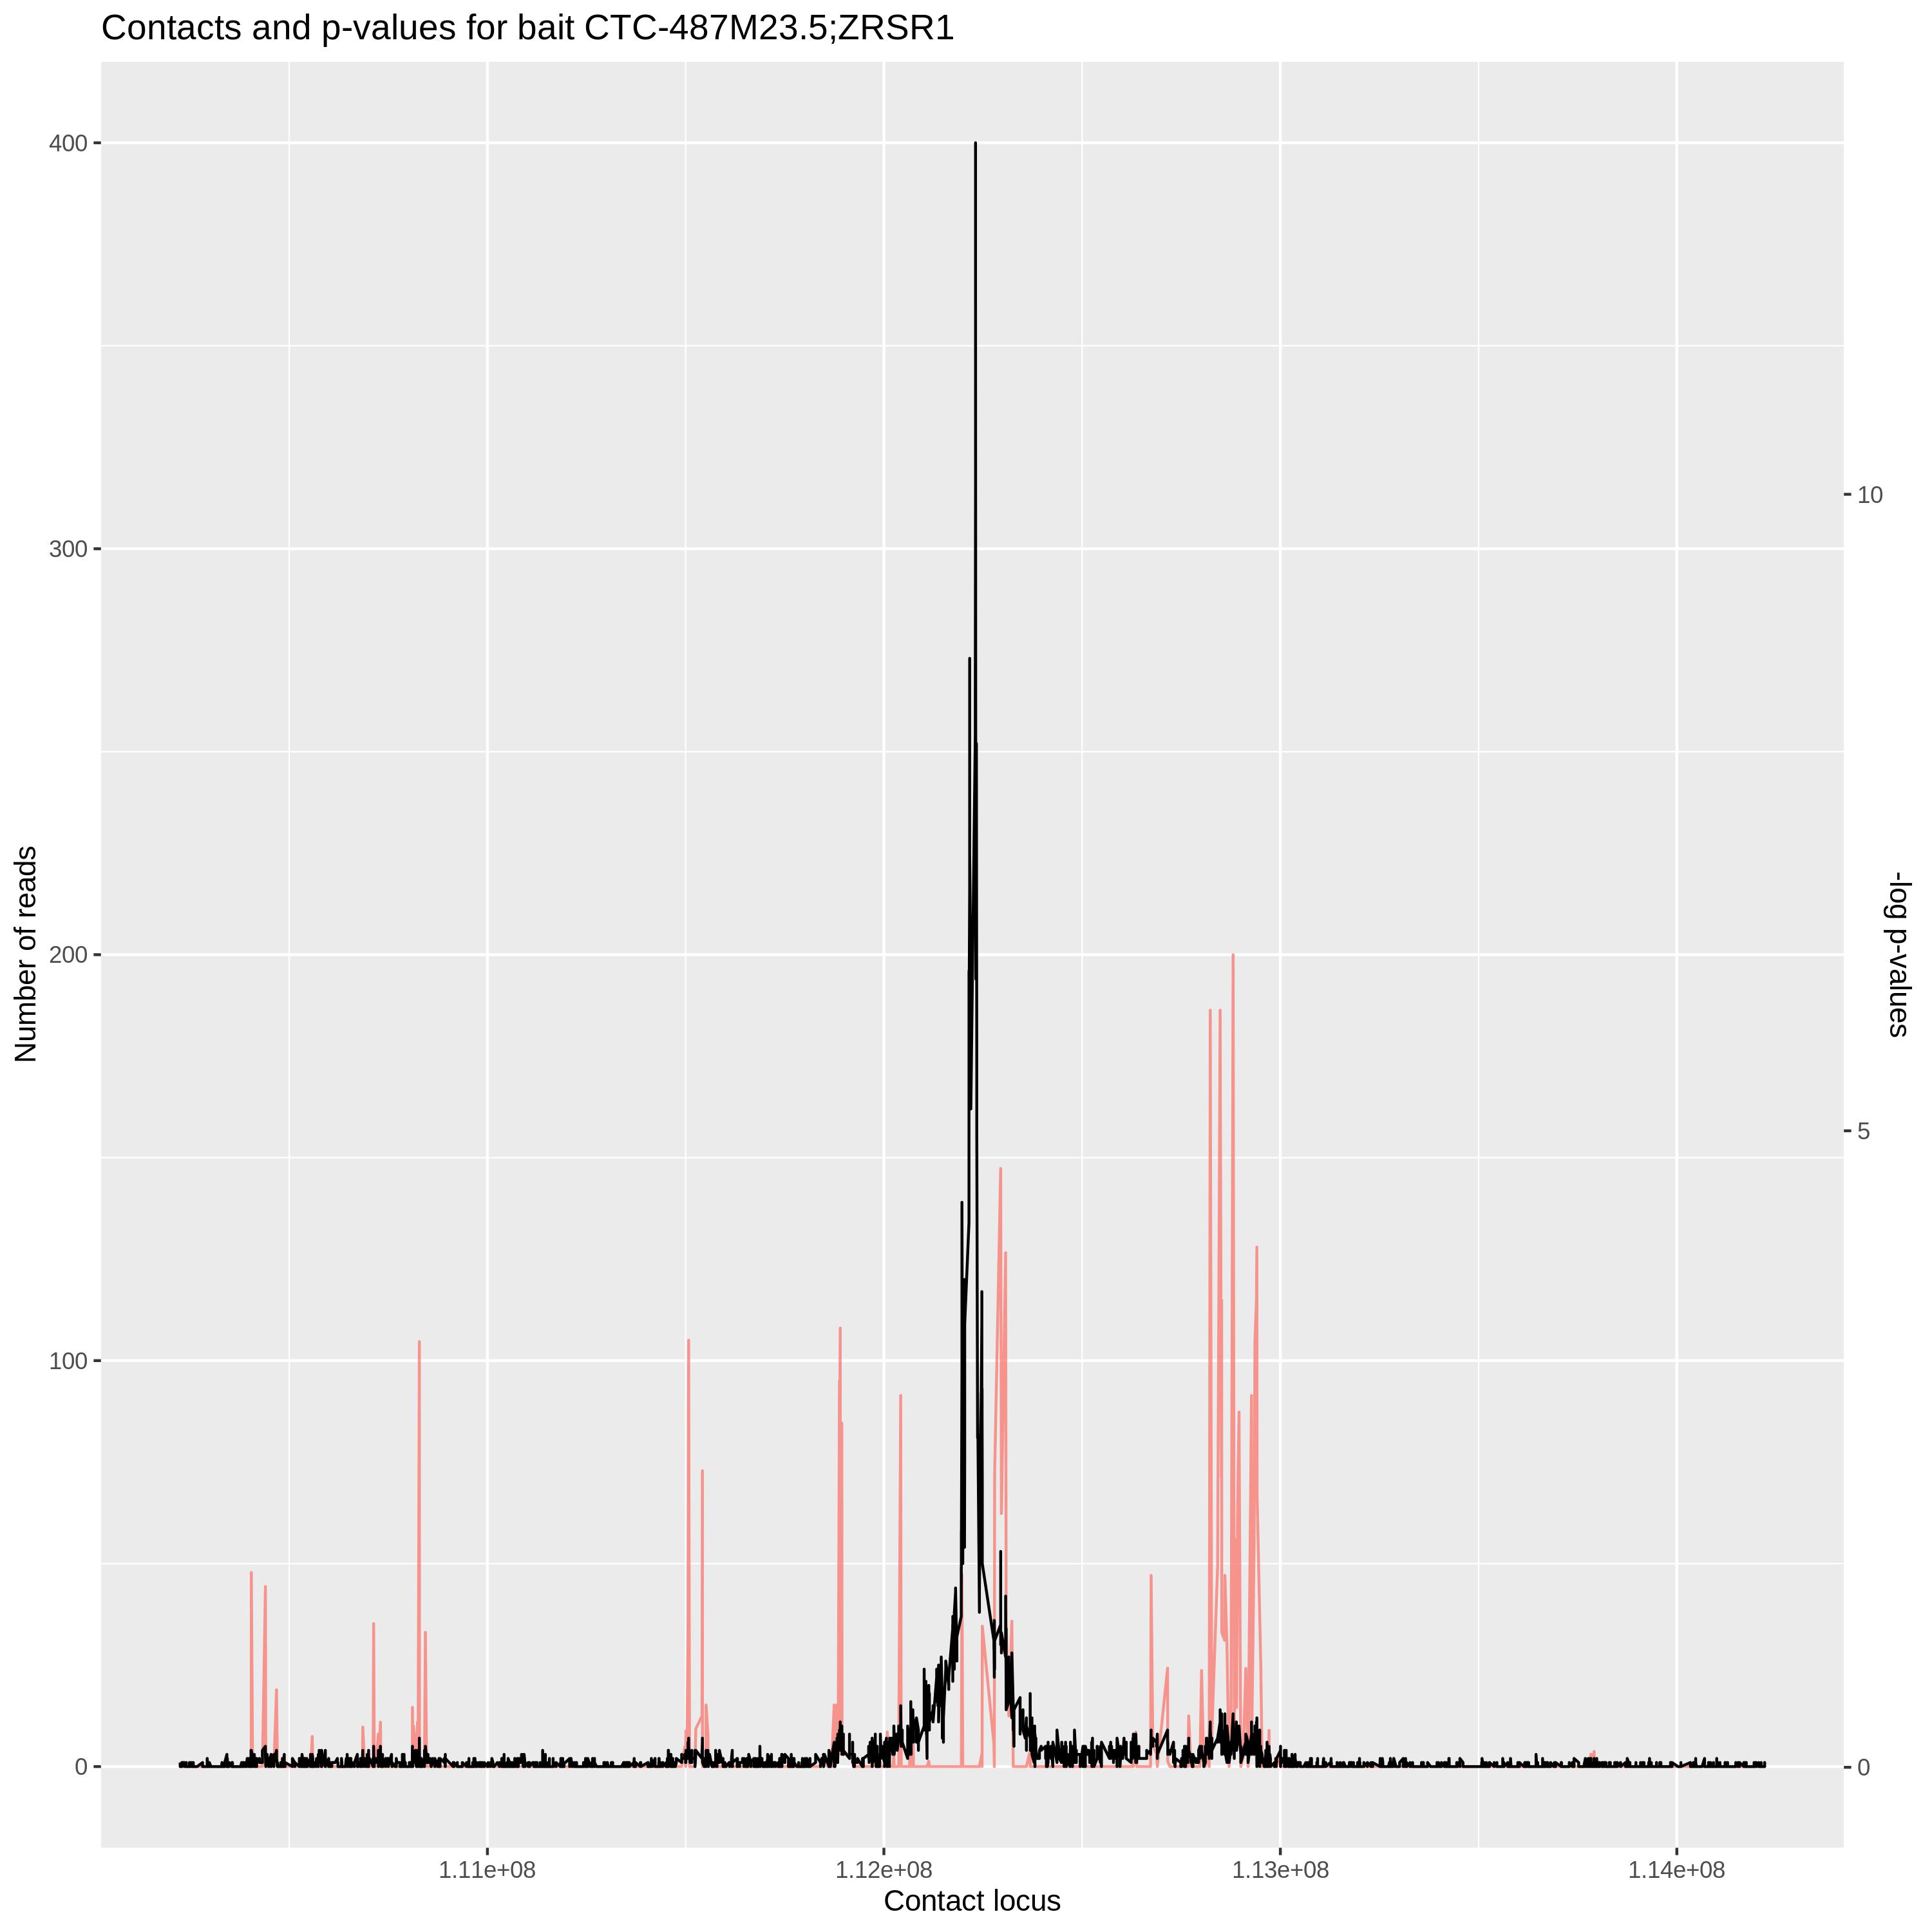 Contacts and p-values for bait CTC-487M23.5;ZRSR1
400
300
200
100
0
Number of reads
10
5
0
-log p-values
1.11e+08 1.12e+08 1.13e+08 1.14e+08
Contact locus